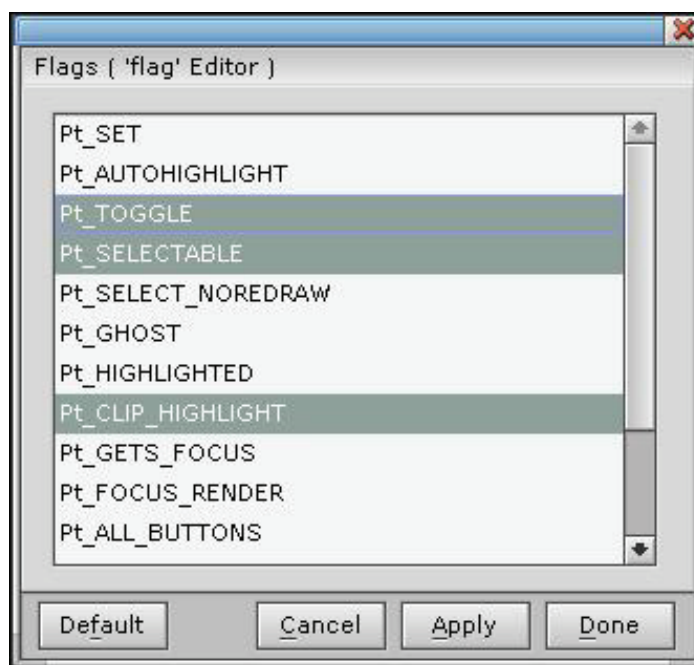 Flags ( 'flag' Editor )
Pt_SET
Pt_AUTOHIGHLIGHT
Pt_TOGGLE
Pt_SELECTABLE
Pt_SELECT_NOREDRAW
Pt_GHOST
Pt_HIGHLIGHTED
Pt_CLIP_HIGHLIGHT
Pt_GETS_FOCUS
Pt_FOCUS_RENDER
Pt_ALL_BUTTONS
Default Cancel Apply Done